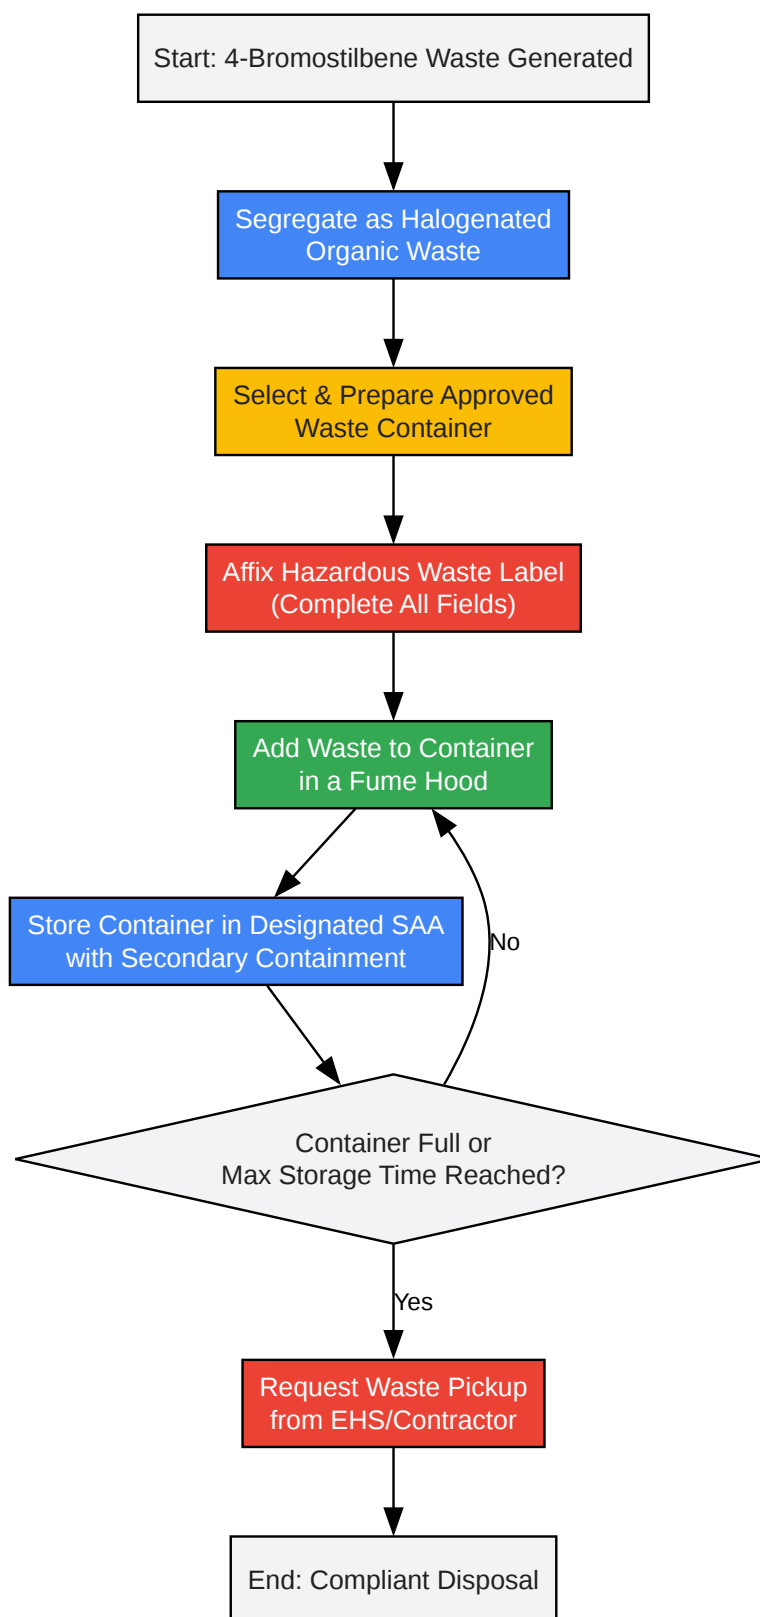 Start: 4-Bromostilbene Waste Generated
Segregate as Halogenated
Organic Waste
Select & Prepare Approved
Waste Container
Affix Hazardous Waste Label
(Complete All Fields)
Add Waste to Container
in a Fume Hood
Store Container in Designated SAA
with Secondary Containment
No
Container Full or
Max Storage Time Reached?
Yes
Request Waste Pickup
from EHS/Contractor
End: Compliant Disposal